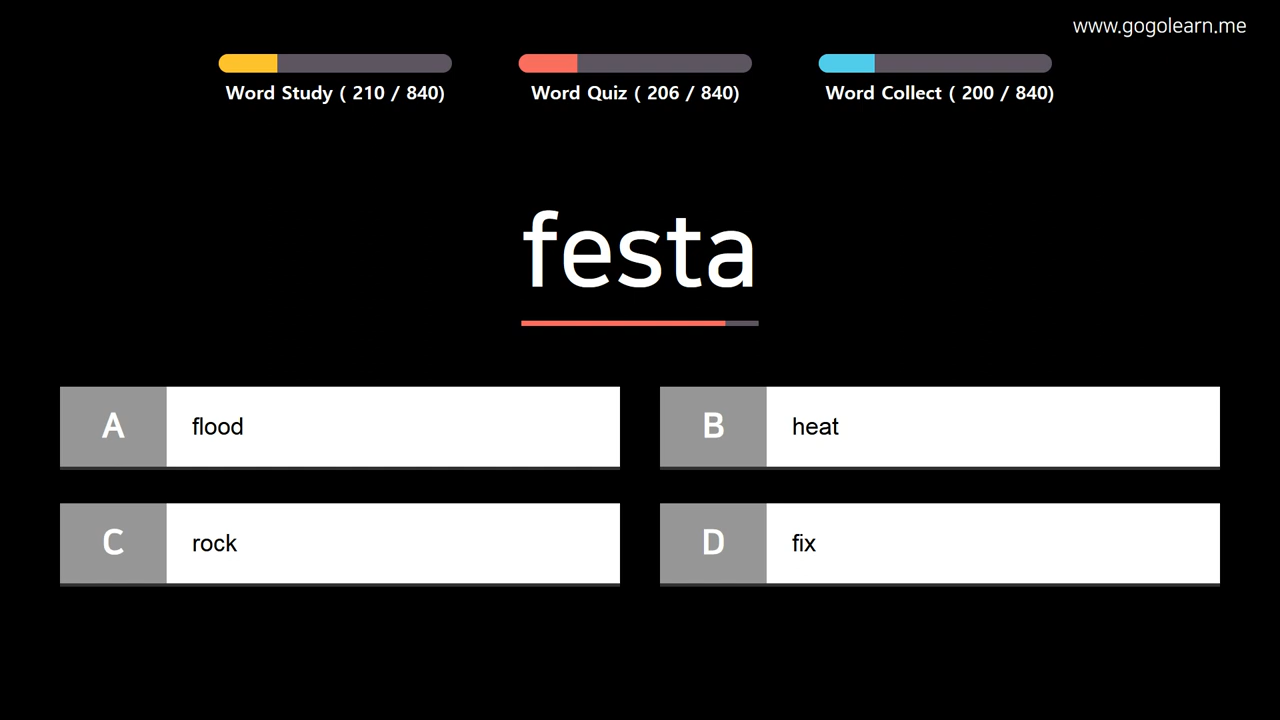 www.gogolearn.me
Word Study ( 210 / 840)
Word Quiz ( 206 / 840)
Word Collect ( 200 / 840)
festa
A flood
B heat
C rock
D fix